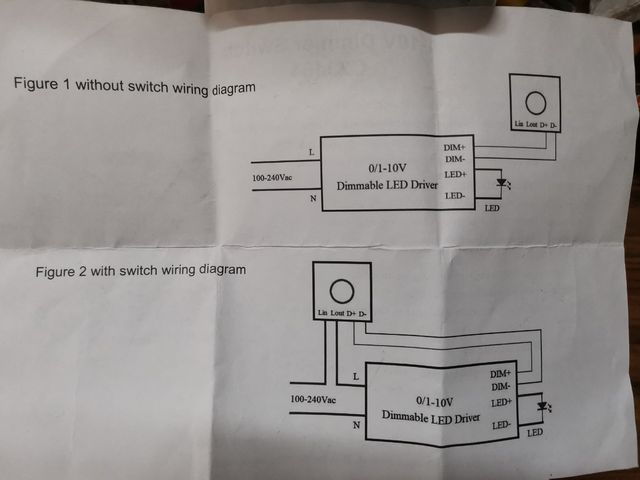 Figure 1 without switch wiring diagram
Lin Lout D+ D-
L
100-240Vac
N
0/1-10V
Dimmable LED Driver
DIM+
DIM-
LED+
LED-
LED
Figure 2 with switch wiring diagram
Lin Lout D+ D-
L
100-240Vac
N
0/1-10V
Dimmable LED Driver
DIM+
DIM-
LED+
LED-
LED